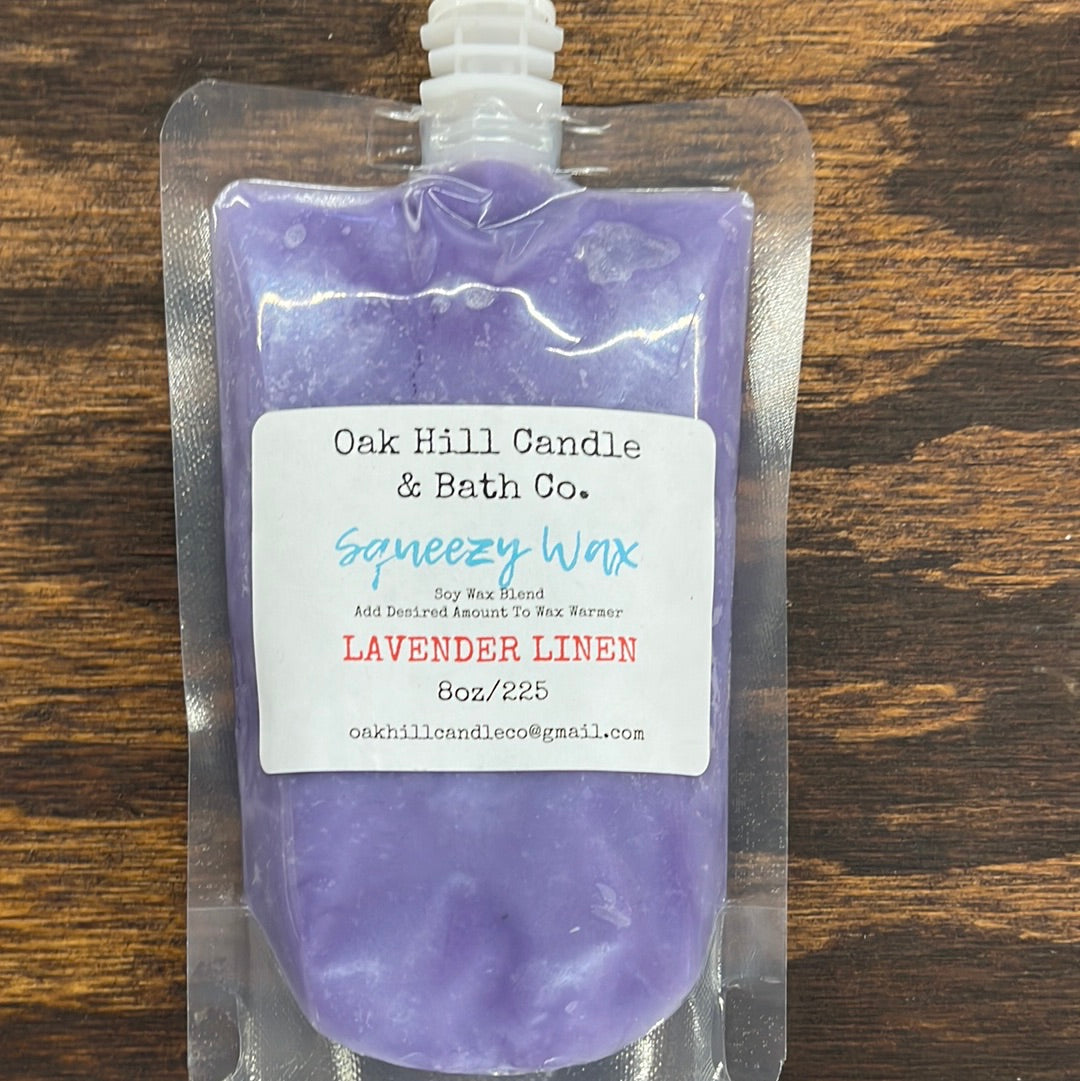 Oak Hill Candle
& Bath Co.
Squeezy Wax
Soy Wax Blend
Add Desired Amount To Wax Warmer
LAVENDER LINEN
8oz/225
oakhillcandleco@gmail.com